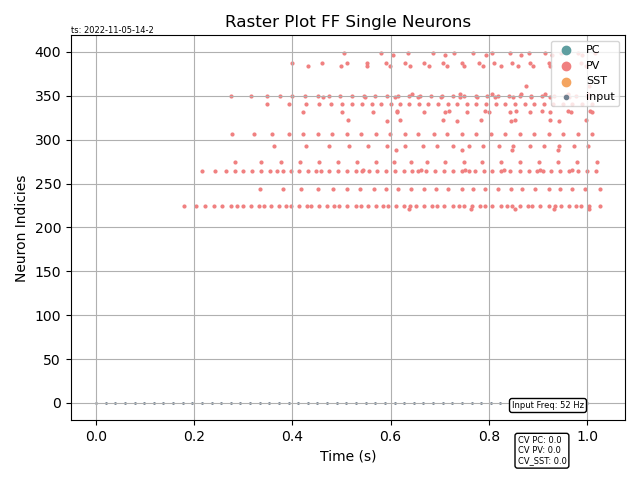 Raster Plot FF Single Neurons
ts: 2022-11-05-14-2
PC
PV
SST
input
Neuron Indicies
400
350
300
250
200
150
100
50
0
Input Freq: 52 Hz
0.0 0.2 0.4 0.6 0.8 1.0
Time (s)
CV PC: 0.0
CV PV: 0.0
CV_SST: 0.0